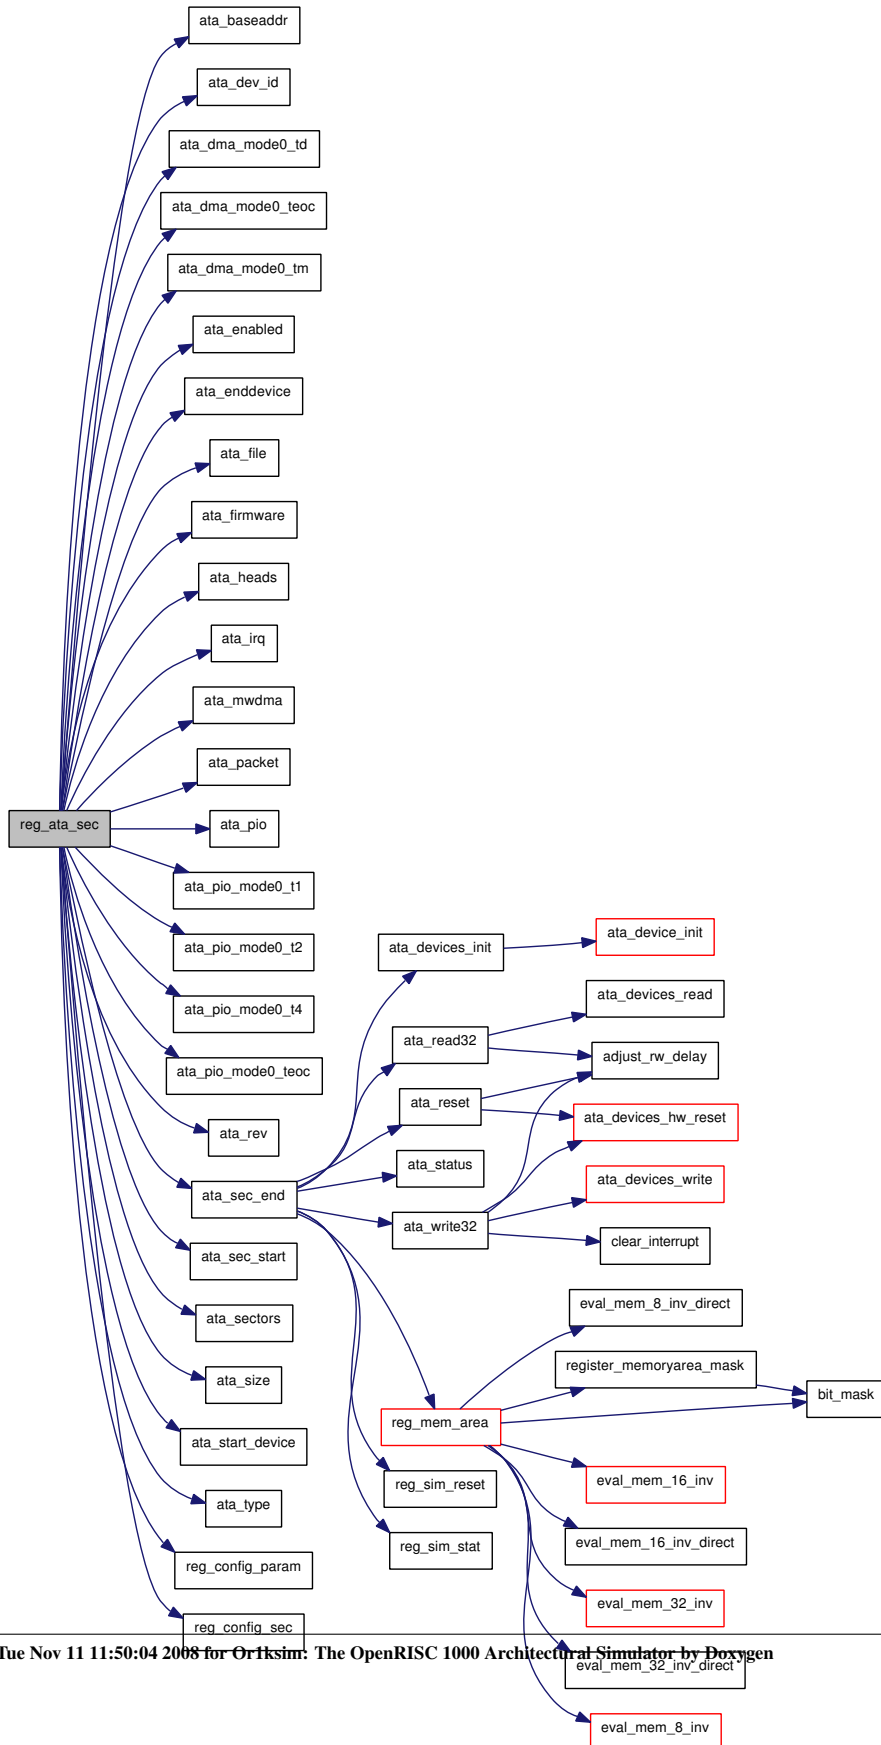 ata_baseaddr
ata_dev_id
ata_dma_mode0_td
ata_dma_mode0_teoc
ata_dma_mode0_tm
ata_enabled
ata_enddevice
ata_file
ata_firmware
ata_heads
ata_irq
ata_mwdma
ata_packet
reg_ata_sec
ata_pio
ata_pio_mode0_t1
ata_pio_mode0_t2
ata_pio_mode0_t4
ata_pio_mode0_teoc
ata_rev
ata_sec_end
ata_sec_start
ata_sectors
ata_size
ata_start_device
ata_type
reg_config_param
reg_config_sec
ata_devices_init
ata_read32
ata_reset
ata_status
ata_write32
reg_mem_area
reg_sim_reset
reg_sim_stat
ata_device_init
ata_devices_read
adjust_rw_delay
ata_devices_hw_reset
ata_devices_write
clear_interrupt
eval_mem_8_inv_direct
register_memoryarea_mask
bit_mask
eval_mem_16_inv
eval_mem_16_inv_direct
eval_mem_32_inv
Tue Nov 11 11:50:04 2008 for Or1ksim: The OpenRISC 1000 Architectural Simulator by Doxygen
eval_mem_32_inv_direct
eval_mem_8_inv